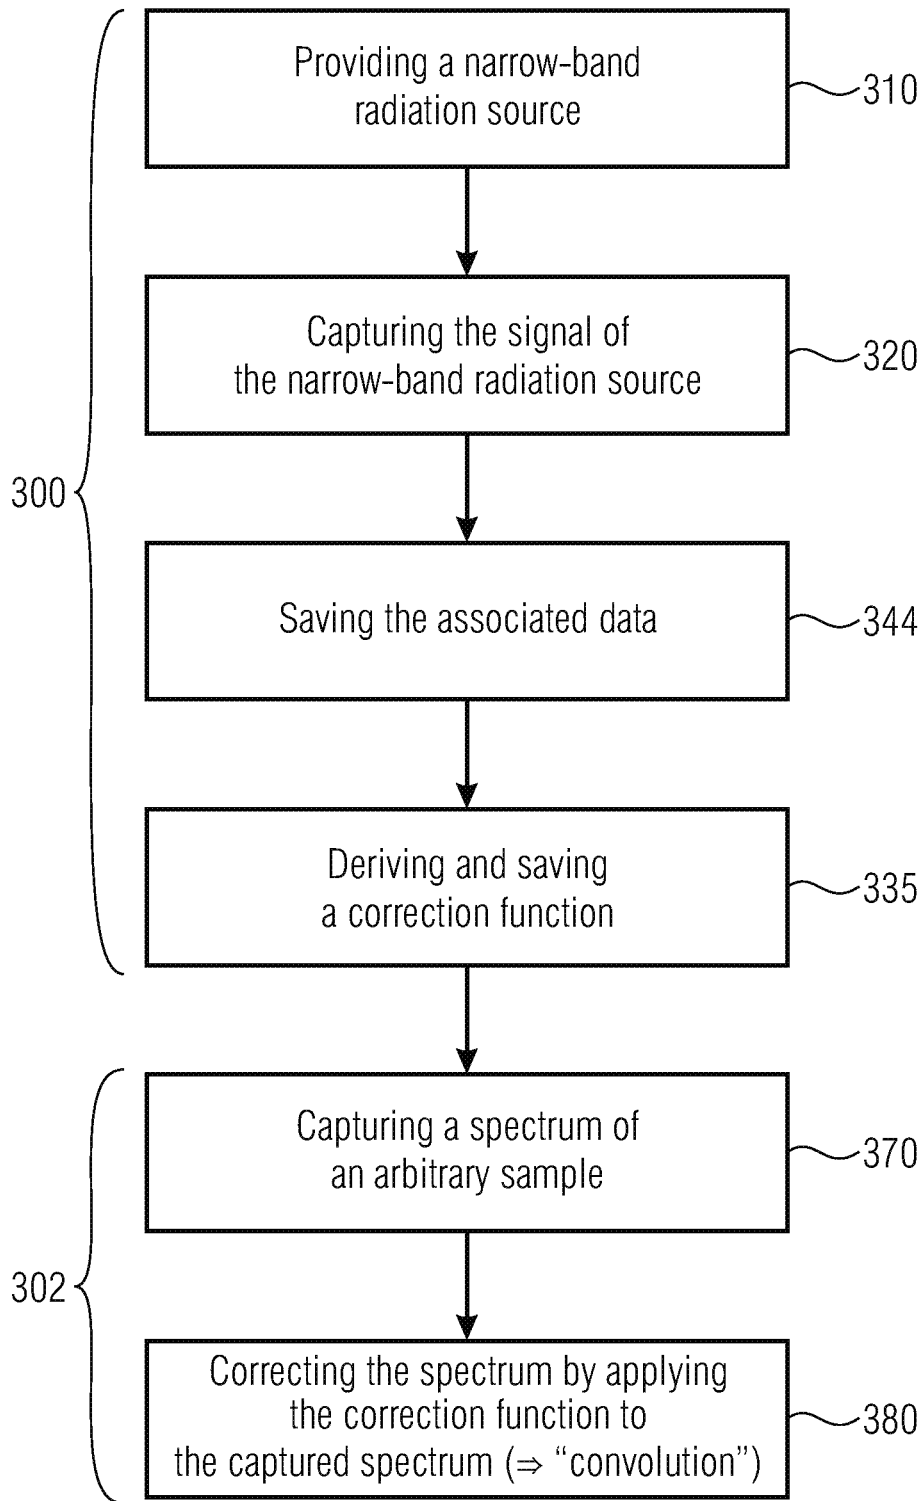 Providing a narrow-band
radiation source
310
Capturing the signal of
the narrow-band radiation source
320
300
Saving the associated data
344
Deriving and saving
a correction function
335
Capturing a spectrum of
an arbitrary sample
370
302
Correcting the spectrum by applying
the correction function to
the captured spectrum (⇒ “convolution”)
380